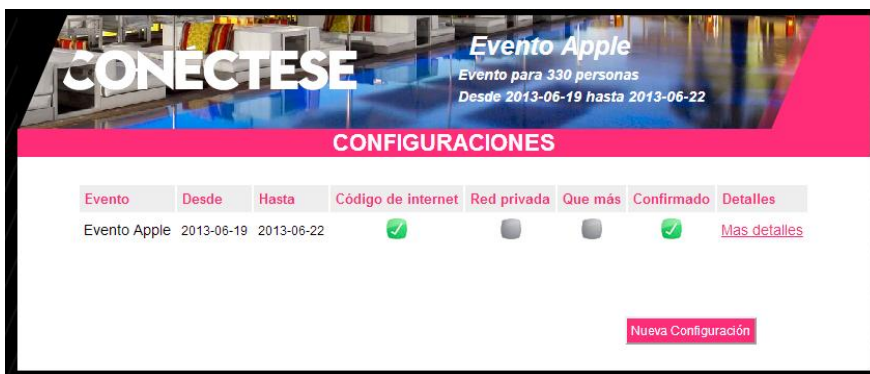 CONÉCTESE
Evento Apple
Evento para 330 personas
Desde 2013-06-19 hasta 2013-06-22
CONFIGURACIONES
Evento Desde Hasta Código de internet Red privada Que más Confirmado Detalles
Evento Apple 2013-06-19 2013-06-22 Mas detalles
Nueva Configuración